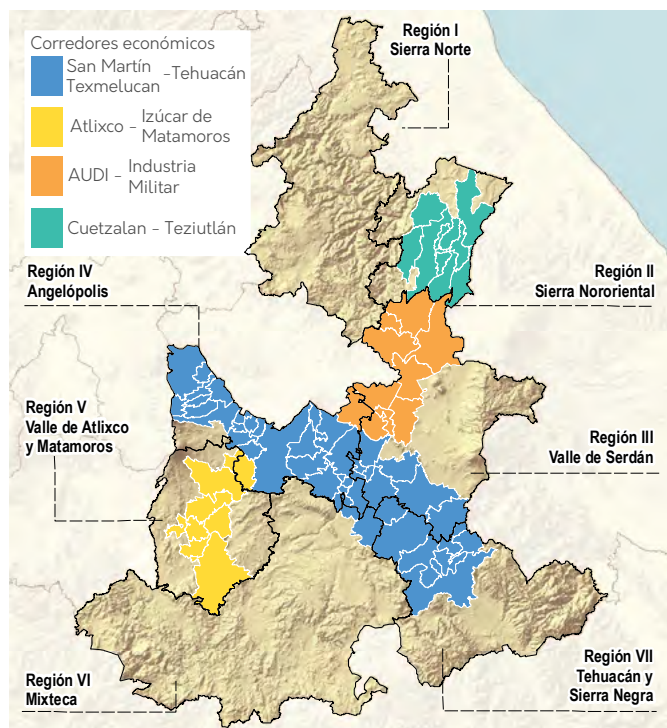 Corredores económicos
San Martín
Texmelucan -Tehuacán
Atlixco - Izúcar de
Matamoros
AUDI - Industria
Militar
Cuetzalan - Teziutlán
Región I
Sierra Norte
Región IV
Angelópolis
Región II
Sierra Nororiental
Región V
Valle de Atlixco
y Matamoros
Región III
Valle de Serdán
Región VI
Mixteca
Región VII
Tehuacán y
Sierra Negra